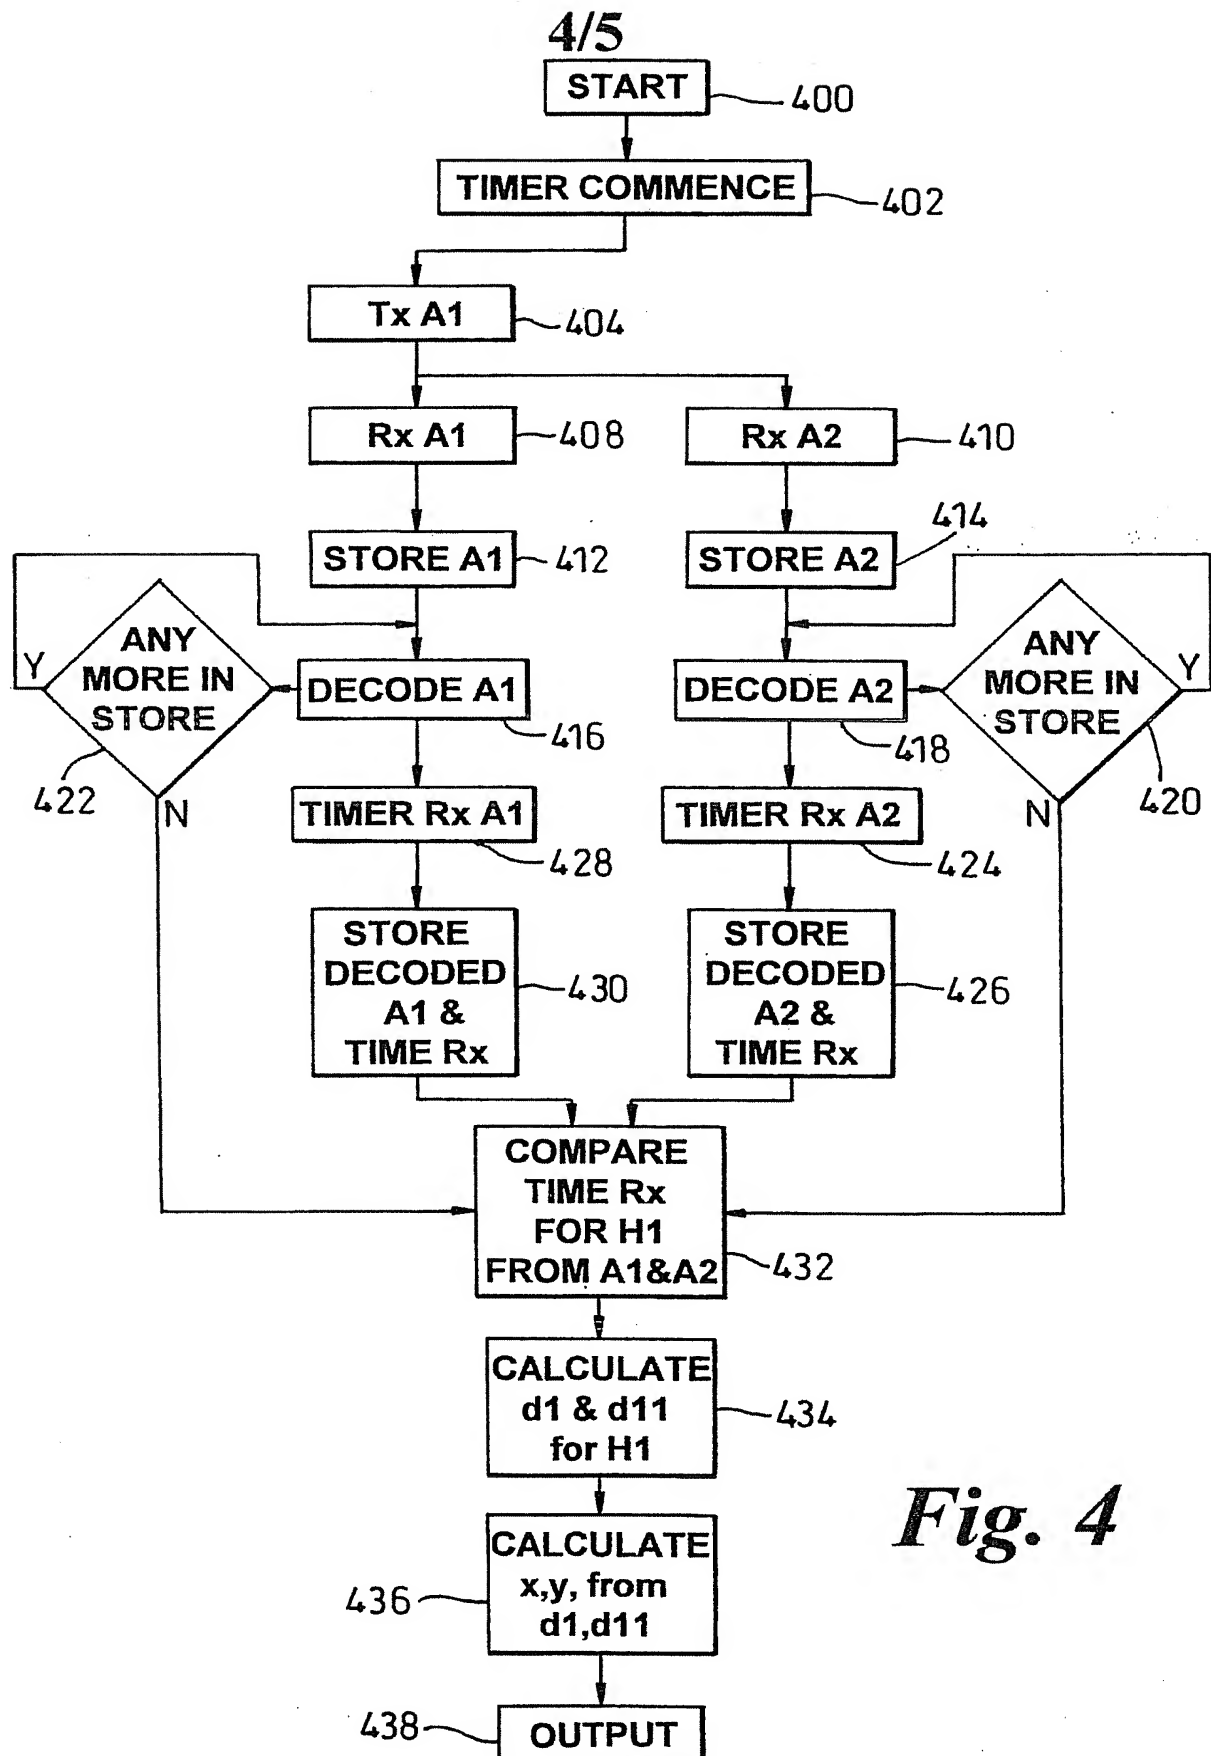 4/5
START
400
TIMER COMMENCE
402
Tx A1
404
Rx A1
408
Rx A2
410
STORE A1
412
STORE A2
414
ANY
MORE IN
STORE
Y
N
422
DECODE A1
416
DECODE A2
418
ANY
MORE IN
STORE
Y
N
420
TIMER Rx A1
428
TIMER Rx A2
424
STORE
DECODED
A1 &
TIME Rx
430
STORE
DECODED
A2 &
TIME Rx
426
COMPARE
TIME Rx
FOR H1
FROM A1&A2
432
CALCULATE
d1 & d11
for H1
434
CALCULATE
x,y, from
d1,d11
436
OUTPUT
438
Fig. 4